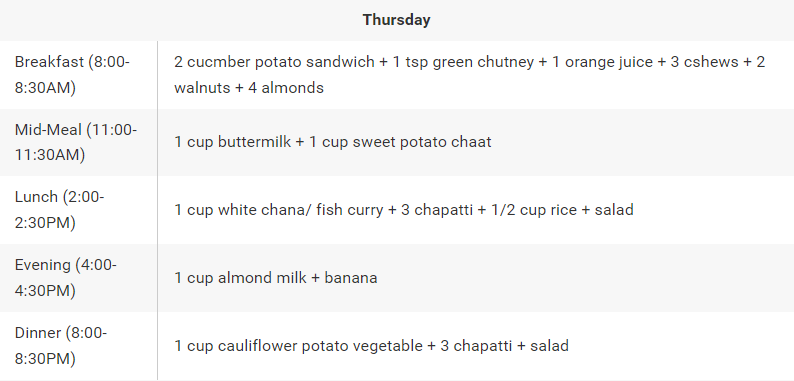 Thursday
Breakfast (8:00-
8:30AM)
2 cucmber potato sandwich + 1 tsp green chutney + 1 orange juice + 3 cshews + 2
walnuts + 4 almonds
Mid-Meal (11:00-
11:30AM)
1 cup buttermilk + 1 cup sweet potato chaat
Lunch (2:00-
2:30PM)
1 cup white chana/ fish curry + 3 chapatti + 1/2 cup rice + salad
Evening (4:00-
4:30PM)
1 cup almond milk + banana
Dinner (8:00-
8:30PM)
1 cup cauliflower potato vegetable + 3 chapatti + salad